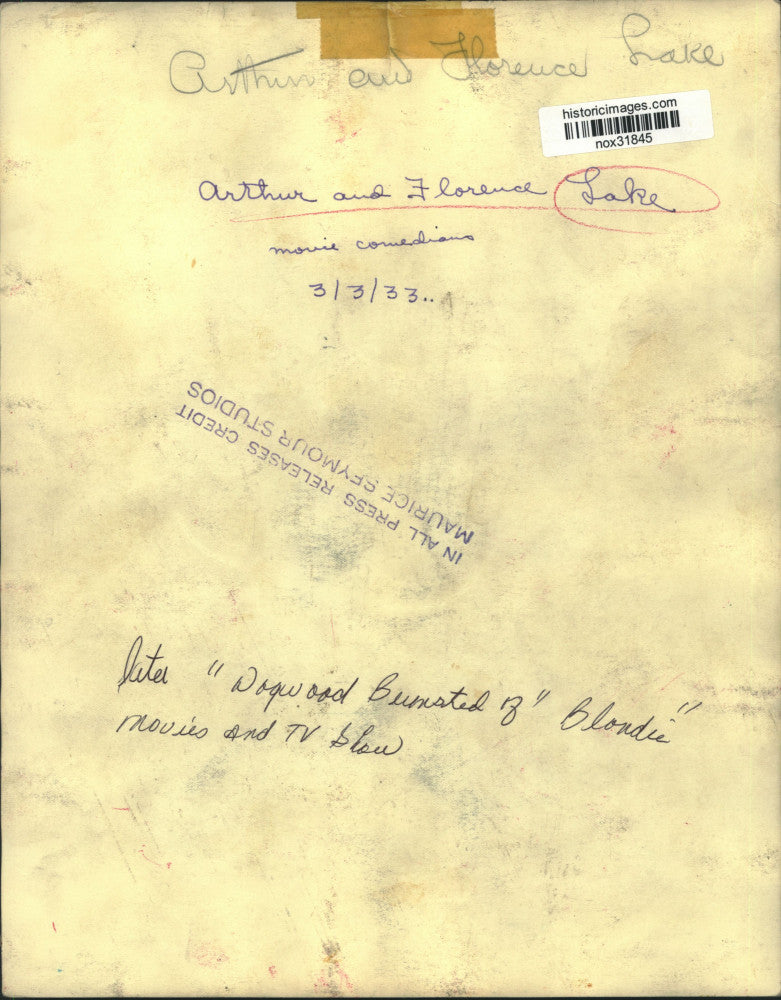 Arthur and Florence Lake
historicimages.com
nox31845
Arthur and Florence Lake
movie comedians
3/3/33..
IN ALL PRESS RELEASES CREDIT
MAURICE SEYMOUR STUDIOS
later "Dogwood Bumsted of "Blondie"
movies and TV show